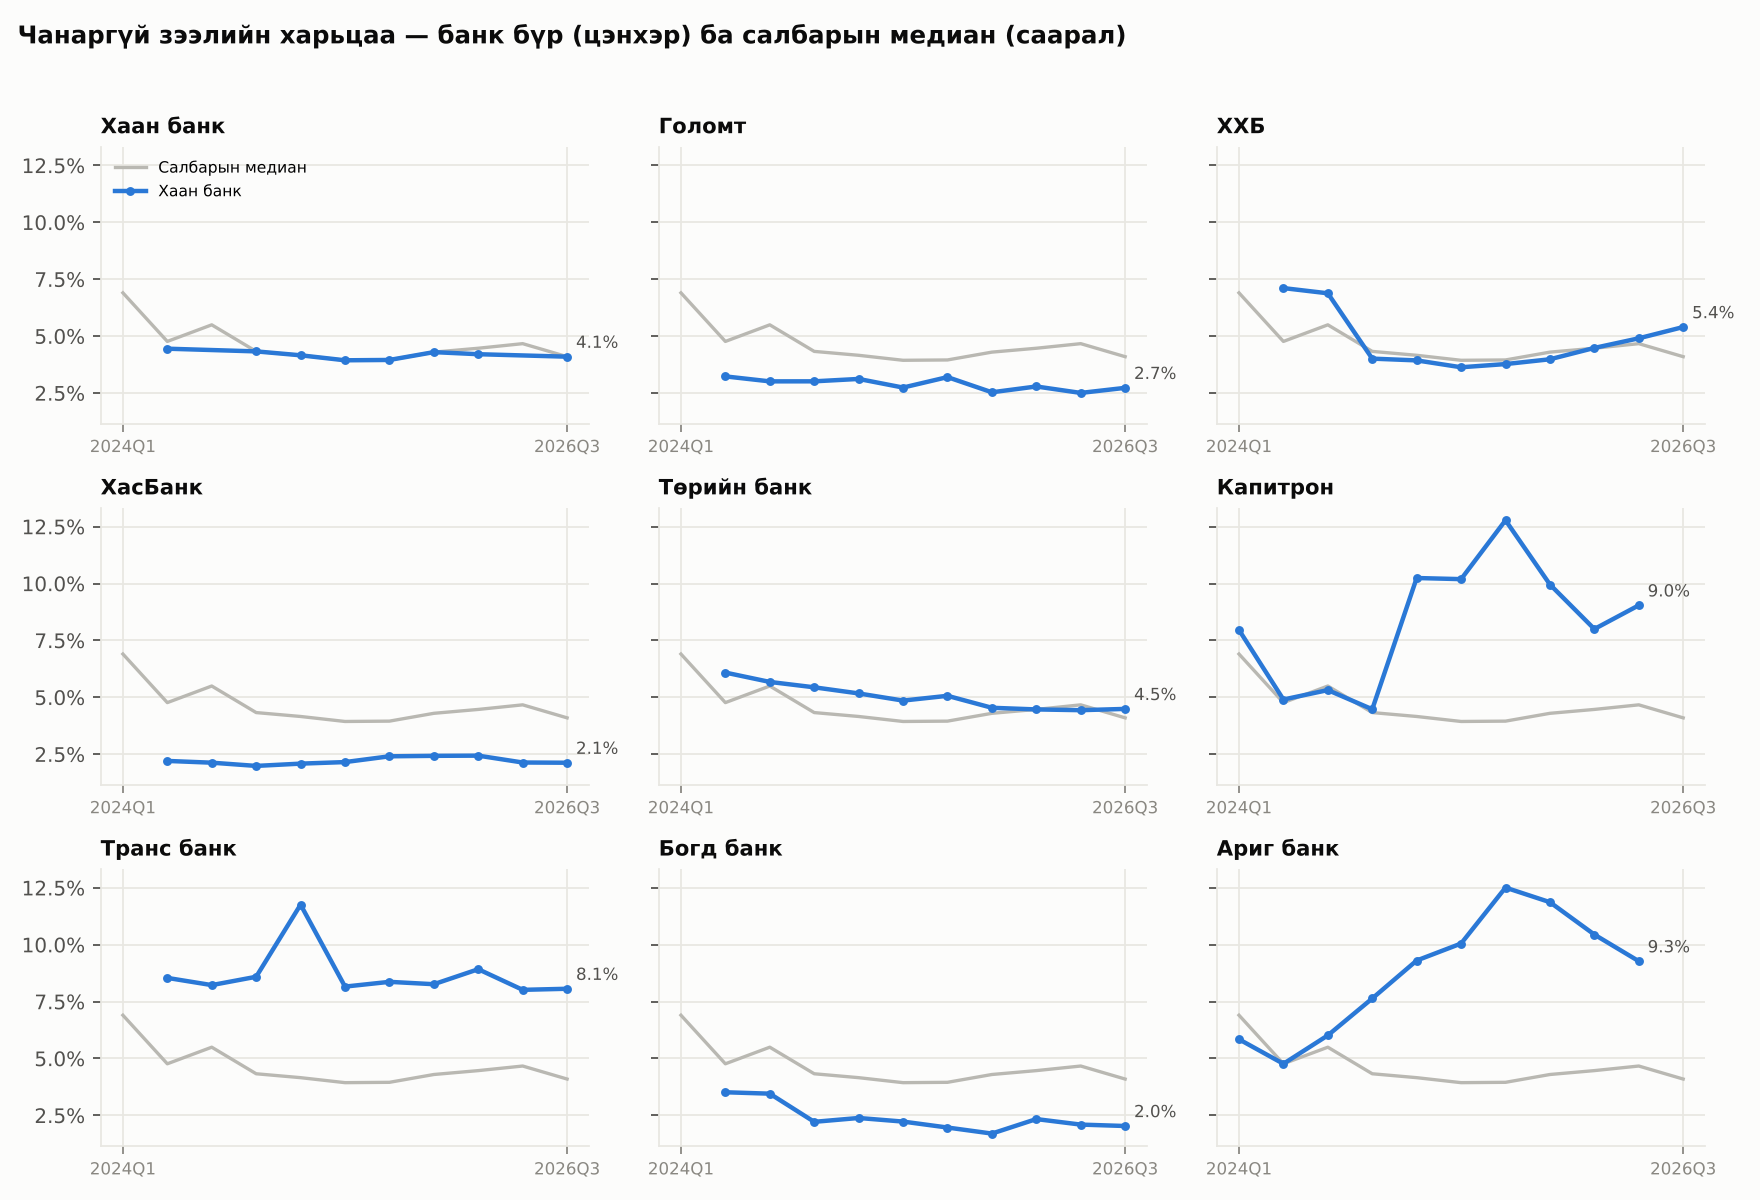 Чанаргүй зээлийн харьцаа — банк бүр (цэнхэр) ба салбарын медиан (саарал)
Хаан банк
12.5%
10.0%
7.5%
5.0%
2.5%
Салбарын медиан
Хаан банк
4.1%
2024Q1
2026Q3
Голомт
2.7%
2024Q1
2026Q3
ХХБ
5.4%
2024Q1
2026Q3
ХасБанк
12.5%
10.0%
7.5%
5.0%
2.5%
2.1%
2024Q1
2026Q3
Төрийн банк
4.5%
2024Q1
2026Q3
Капитрон
9.0%
2024Q1
2026Q3
Транс банк
12.5%
10.0%
7.5%
5.0%
2.5%
8.1%
2024Q1
2026Q3
Богд банк
2.0%
2024Q1
2026Q3
Ариг банк
9.3%
2024Q1
2026Q3